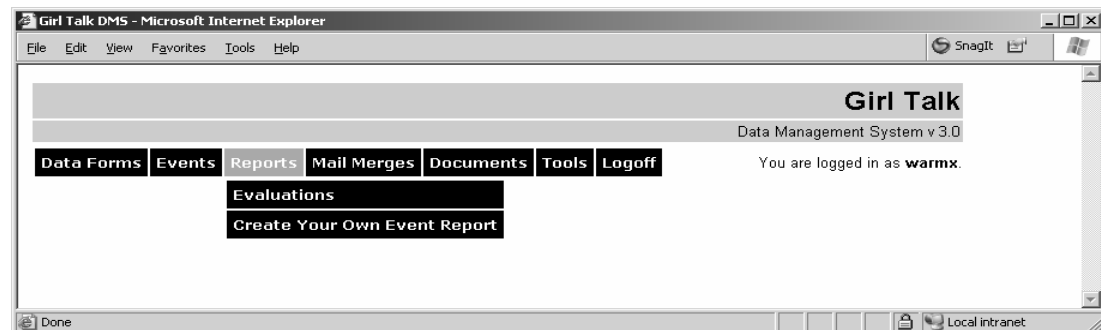 Girl Talk DMS - Microsoft Internet Explorer
File Edit View Favorites Tools Help SnagIt
Girl Talk
Data Management System v 3.0
Data Forms Events Reports Mail Merges Documents Tools Logoff You are logged in as warmx.
Evaluations
Create Your Own Event Report
Done Local intranet